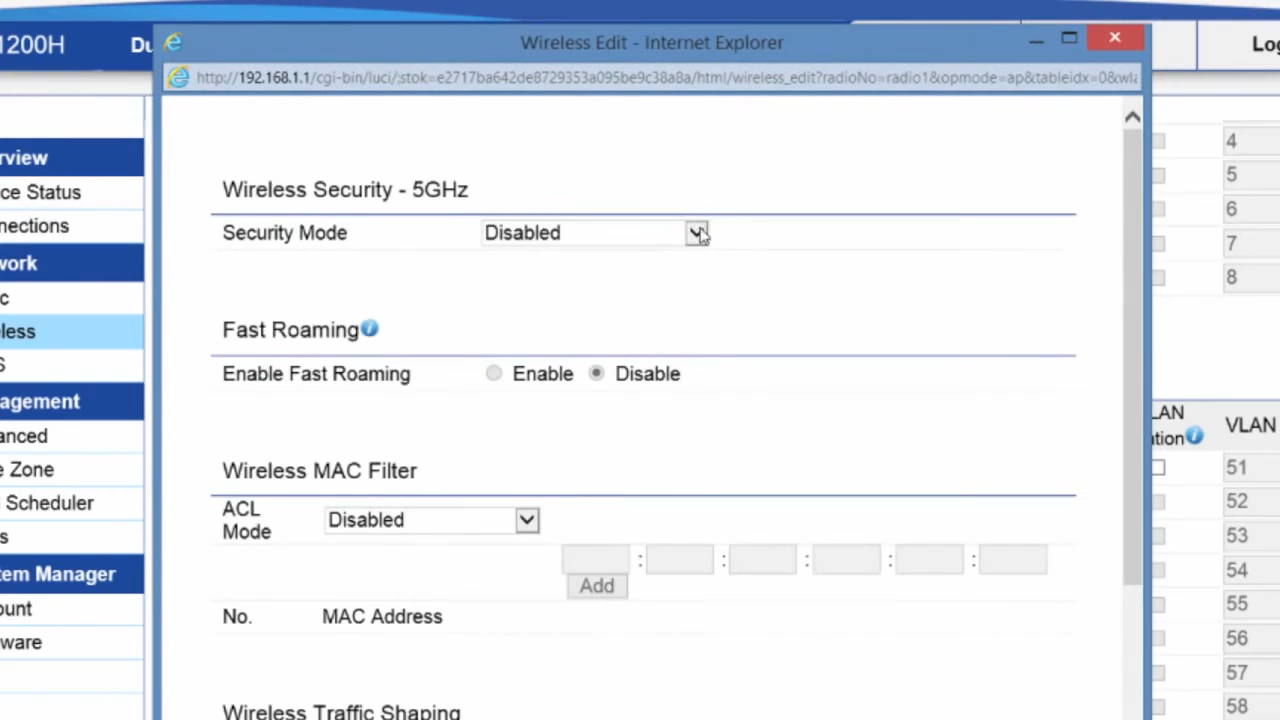 1200H
Du
Wireless Edit - Internet Explorer
Log
http://192.168.1.1/cgi-bin/luci/;stok=e2717ba642de8729353a095be9c38a8a/html/wireless_edit?radioNo=radio1&opmode=ap&tableidx=0&wla
rview
ice Status
nections
work
c
eless
S
agement
anced
e Zone
Scheduler
s
tem Manager
ount
ware
Wireless Security - 5GHz
Security Mode
Disabled
Fast Roaming
Enable Fast Roaming
Enable
Disable
Wireless MAC Filter
ACL
Mode
Disabled
: : : : :
Add
No.
MAC Address
Wireless Traffic Shaping
4
5
6
7
8
LAN
ation
VLAN
51
52
53
54
55
56
57
58